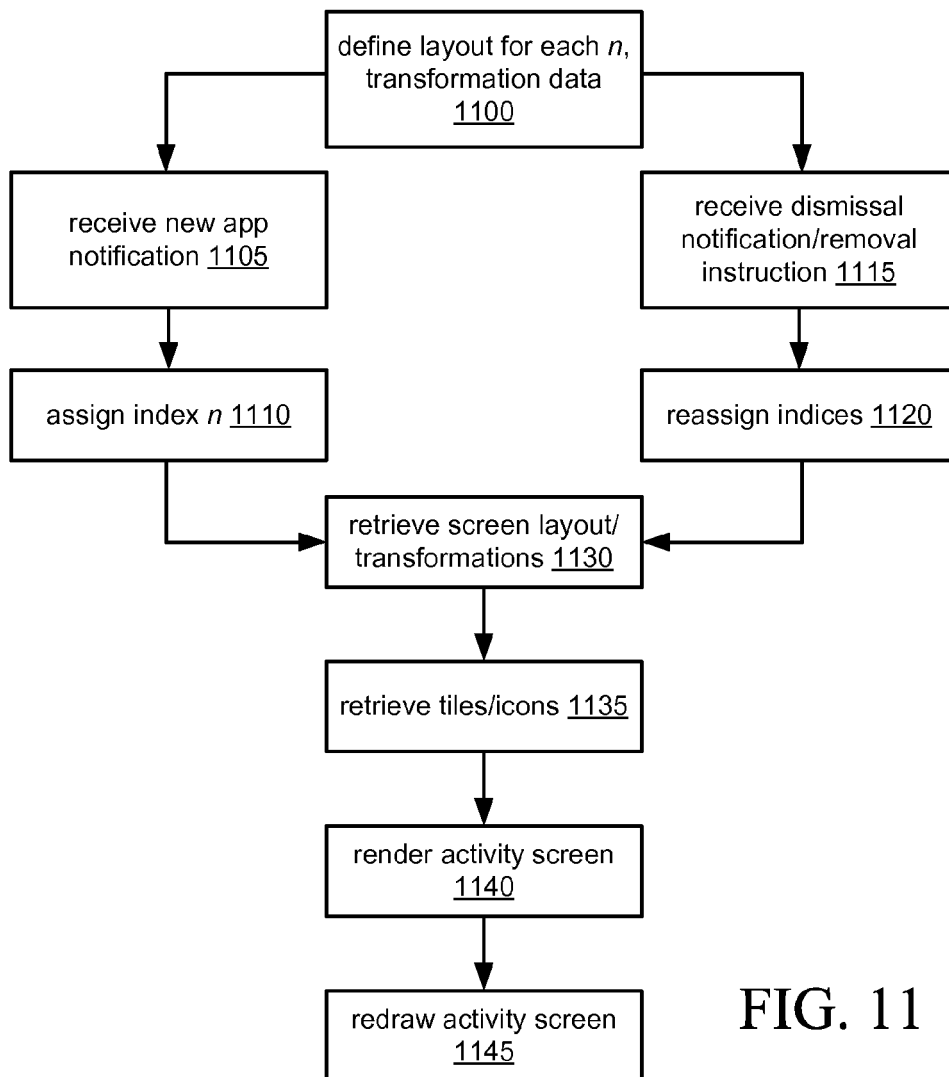 define layout for each n,
transformation data
1100
receive new app
notification 1105
receive dismissal
notification/removal
instruction 1115
assign index n 1110
reassign indices 1120
retrieve screen layout/
transformations 1130
retrieve tiles/icons 1135
render activity screen
1140
redraw activity screen
1145
FIG. 11